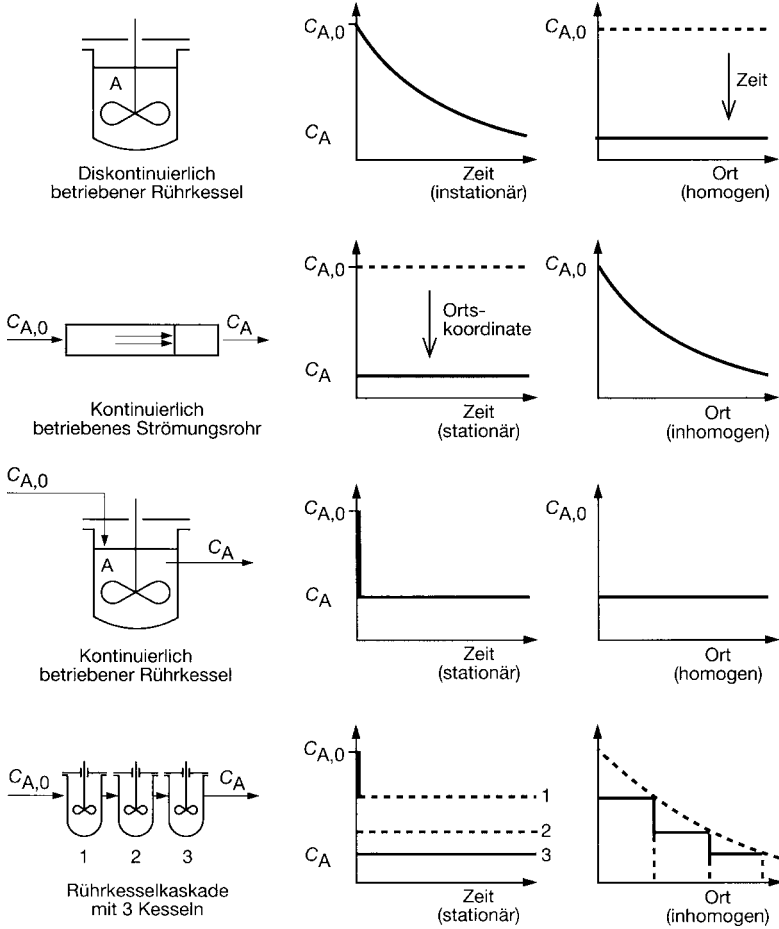 A
Diskontinuierlich
betriebener Rührkessel
C_A,0
C_A
Zeit
(instationär)
C_A,0
Zeit
Ort
(homogen)
C_A,0
C_A
Kontinuierlich
betriebenes Strömungsrohr
C_A,0
Orts-
koordinate
C_A
Zeit
(stationär)
C_A,0
Ort
(inhomogen)
C_A,0
A
C_A
Kontinuierlich
betriebener Rührkessel
C_A,0
C_A
Zeit
(stationär)
C_A,0
Ort
(homogen)
C_A,0
C_A
1 2 3
Rührkesselkaskade
mit 3 Kesseln
C_A,0
1
2
C_A
3
Zeit
(stationär)
Ort
(inhomogen)